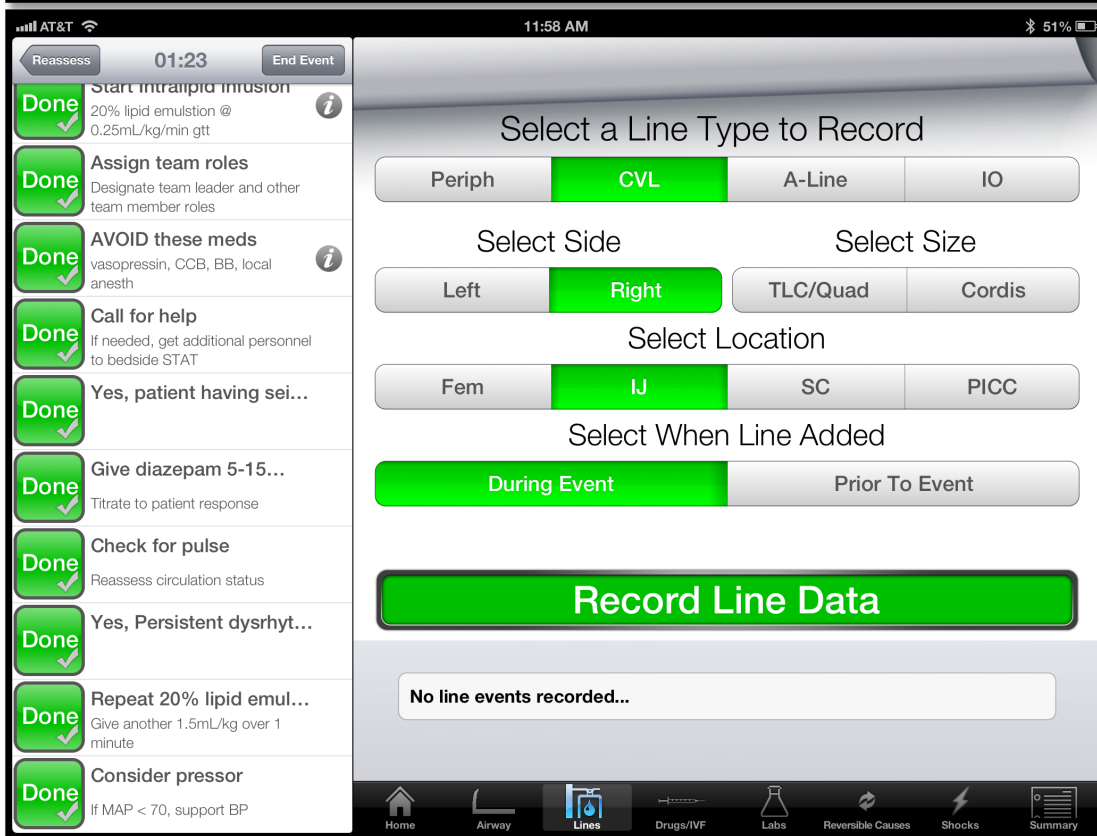 AT&T
11:58 AM
51%
Reassess
01:23
End Event
Done
Start Intralipid Infusion
20% lipid emulstion @
0.25mL/kg/min gtt
Done
Assign team roles
Designate team leader and other
team member roles
Done
AVOID these meds
vasopressin, CCB, BB, local
anesth
Done
Call for help
If needed, get additional personnel
to bedside STAT
Done
Yes, patient having sei...
Done
Give diazepam 5-15...
Titrate to patient response
Done
Check for pulse
Reassess circulation status
Done
Yes, Persistent dysrhyt...
Done
Repeat 20% lipid emul...
Give another 1.5mL/kg over 1
minute
Done
Consider pressor
If MAP < 70, support BP
Select a Line Type to Record
Periph CVL A-Line IO
Select Side Select Size
Left Right TLC/Quad Cordis
Select Location
Fem IJ SC PICC
Select When Line Added
During Event Prior To Event
Record Line Data
No line events recorded...
Home Airway Lines Drugs/IVF Labs Reversible Causes Shocks Summary